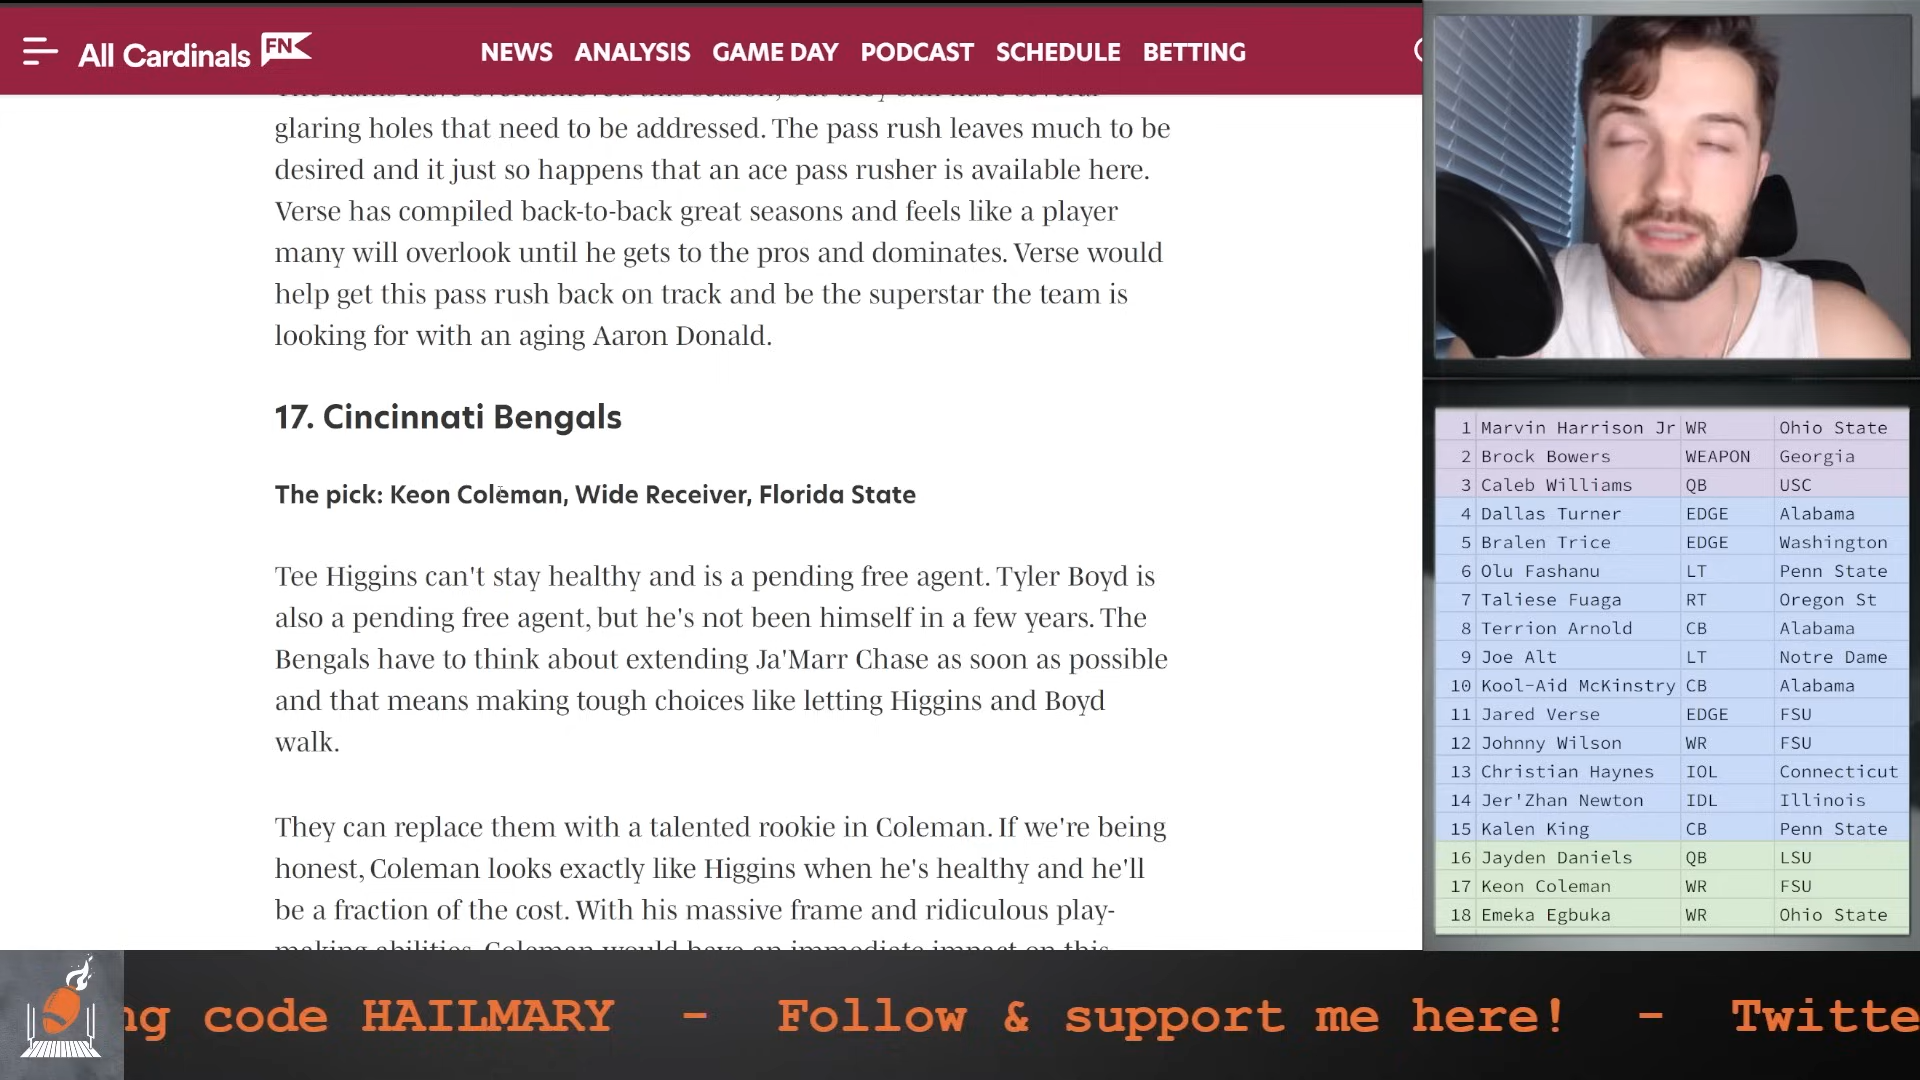 All Cardinals FN
NEWS ANALYSIS GAME DAY PODCAST SCHEDULE BETTING
glaring holes that need to be addressed. The pass rush leaves much to be
desired and it just so happens that an ace pass rusher is available here.
Verse has compiled back-to-back great seasons and feels like a player
many will overlook until he gets to the pros and dominates. Verse would
help get this pass rush back on track and be the superstar the team is
looking for with an aging Aaron Donald.
17. Cincinnati Bengals
The pick: Keon Coleman, Wide Receiver, Florida State
Tee Higgins can't stay healthy and is a pending free agent. Tyler Boyd is
also a pending free agent, but he's not been himself in a few years. The
Bengals have to think about extending Ja'Marr Chase as soon as possible
and that means making tough choices like letting Higgins and Boyd
walk.
They can replace them with a talented rookie in Coleman. If we're being
honest, Coleman looks exactly like Higgins when he's healthy and he'll
be a fraction of the cost. With his massive frame and ridiculous play-
making abilities, Coleman would have an immediate impact on this
1 Marvin Harrison Jr WR Ohio State
2 Brock Bowers WEAPON Georgia
3 Caleb Williams QB USC
4 Dallas Turner EDGE Alabama
5 Bralen Trice EDGE Washington
6 Olu Fashanu LT Penn State
7 Taliese Fuaga RT Oregon St
8 Terrion Arnold CB Alabama
9 Joe Alt LT Notre Dame
10 Kool-Aid McKinstry CB Alabama
11 Jared Verse EDGE FSU
12 Johnny Wilson WR FSU
13 Christian Haynes IOL Connecticut
14 Jer'Zhan Newton IDL Illinois
15 Kalen King CB Penn State
16 Jayden Daniels QB LSU
17 Keon Coleman WR FSU
18 Emeka Egbuka WR Ohio State
ng code HAILMARY - Follow & support me here! - Twitte